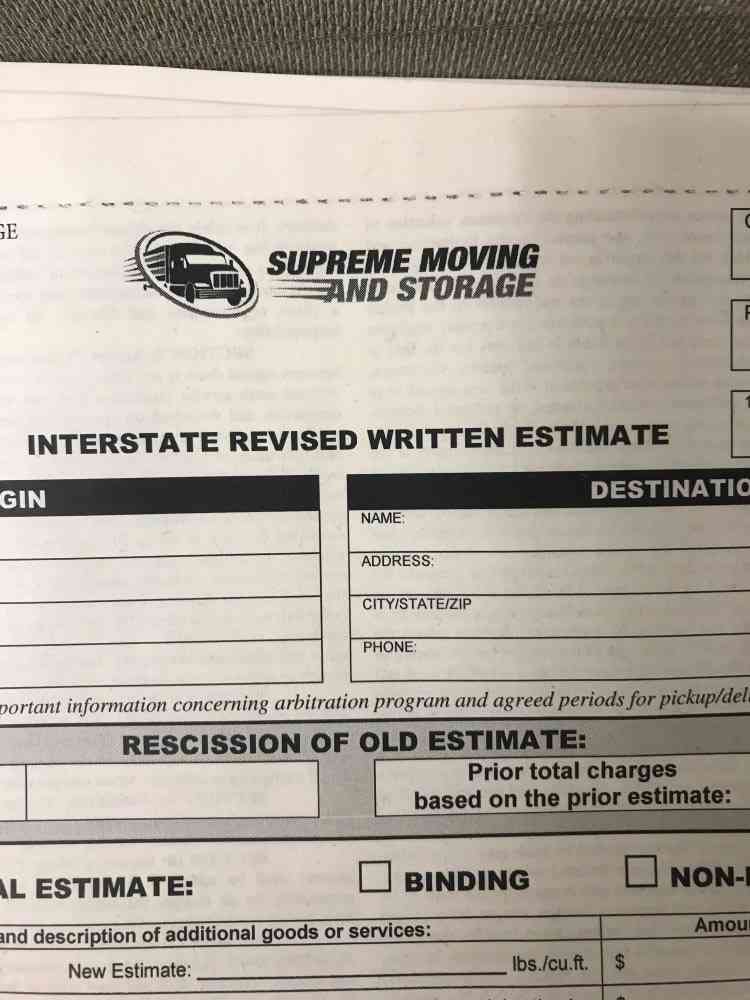 GE
SUPREME MOVING
AND STORAGE
INTERSTATE REVISED WRITTEN ESTIMATE
GIN
DESTINATIO
NAME:
ADDRESS:
CITY/STATE/ZIP
PHONE:
portant information concerning arbitration program and agreed periods for pickup/del
RESCISSION OF OLD ESTIMATE:
Prior total charges
based on the prior estimate:
AL ESTIMATE:
BINDING
NON-
and description of additional goods or services:
Amou
New Estimate:
lbs./cu.ft.
$